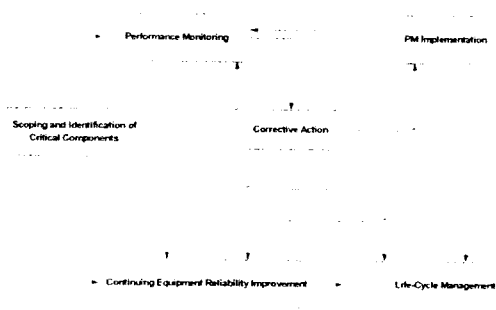 Performance Monitoring
PM Implementation
Scoping and Identification of
Critical Components
Corrective Action
Continuing Equipment Reliability Improvement
Life-Cycle Management